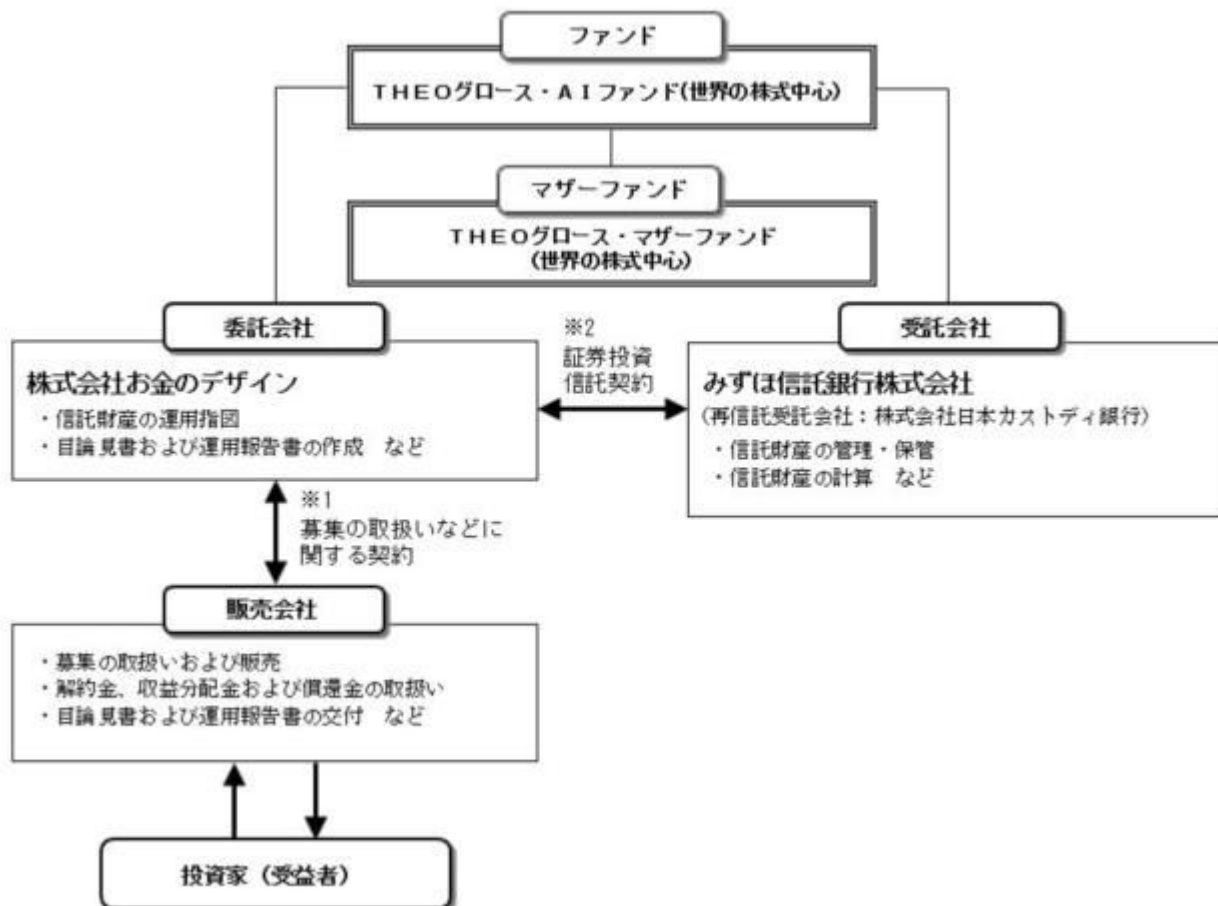 ファンド
THEOグロース・AIファンド(世界の株式中心)
マザーファンド
THEOグロース・マザーファンド
(世界の株式中心)
委託会社
株式会社お金のデザイン
・信託財産の運用指図
・目論見書および運用報告書の作成 など
※2
証券投資
信託契約
受託会社
みずほ信託銀行株式会社
(再信託受託会社:株式会社日本カストディ銀行)
・信託財産の管理・保管
・信託財産の計算 など
※1
募集の取扱いなどに
関する契約
販売会社
・募集の取扱いおよび販売
・解約金、収益分配金および償還金の取扱い
・目論見書および運用報告書の交付 など
投資家(受益者)